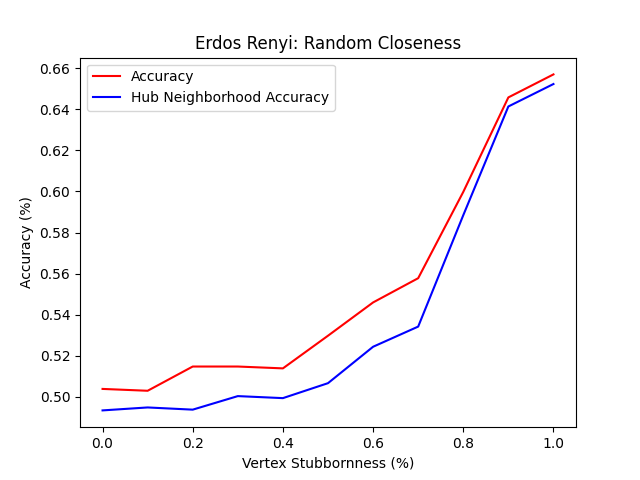 Erdos Renyi: Random Closeness
Accuracy
Hub Neighborhood Accuracy
Accuracy (%)
0.66
0.64
0.62
0.60
0.58
0.56
0.54
0.52
0.50
0.0 0.2 0.4 0.6 0.8 1.0
Vertex Stubbornness (%)